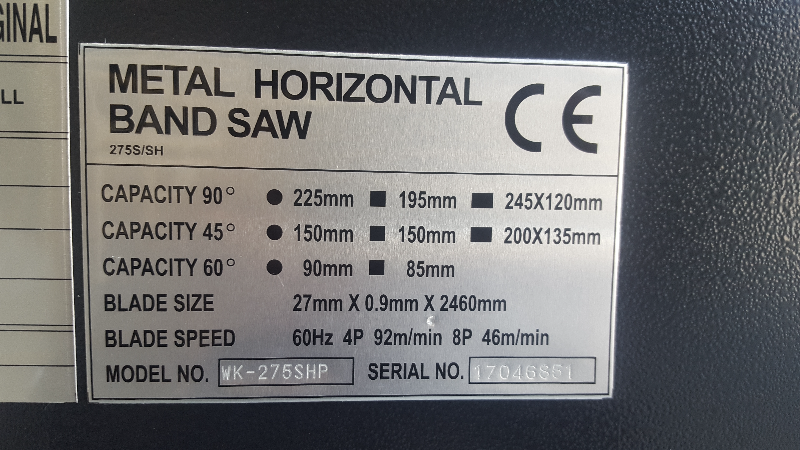 GINAL
LL
METAL HORIZONTAL
BAND SAW
275S/SH
CE
CAPACITY 90° ● 225mm ■ 195mm ▬ 245X120mm
CAPACITY 45° ● 150mm ■ 150mm ▬ 200X135mm
CAPACITY 60° ● 90mm ■ 85mm
BLADE SIZE 27mm X 0.9mm X 2460mm
BLADE SPEED 60Hz 4P 92m/min 8P 46m/min
MODEL NO. WK-275SHP SERIAL NO. 17046851